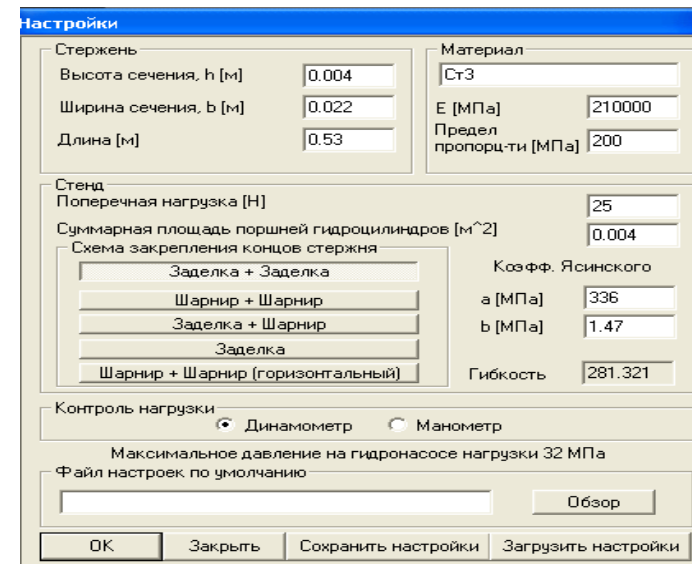 Настройки
Стержень
Высота сечения, h [м] 0.004
Ширина сечения, b [м] 0.022
Длина [м] 0.53
Материал
Ст3
E [МПа] 210000
Предел
пропорц-ти [МПа] 200
Стенд
Поперечная нагрузка [Н] 25
Суммарная площадь поршней гидроцилиндров [м^2] 0.004
Схема закрепления концов стержня
Заделка + Заделка
Шарнир + Шарнир
Заделка + Шарнир
Заделка
Шарнир + Шарнир (горизонтальный)
Коэфф. Ясинского
a [МПа] 336
b [МПа] 1.47
Гибкость 281.321
Контроль нагрузки
Динамометр Манометр
Максимальное давление на гидронасосе нагрузки 32 МПа
Файл настроек по умолчанию
Обзор
OK Закрыть Сохранить настройки Загрузить настройки